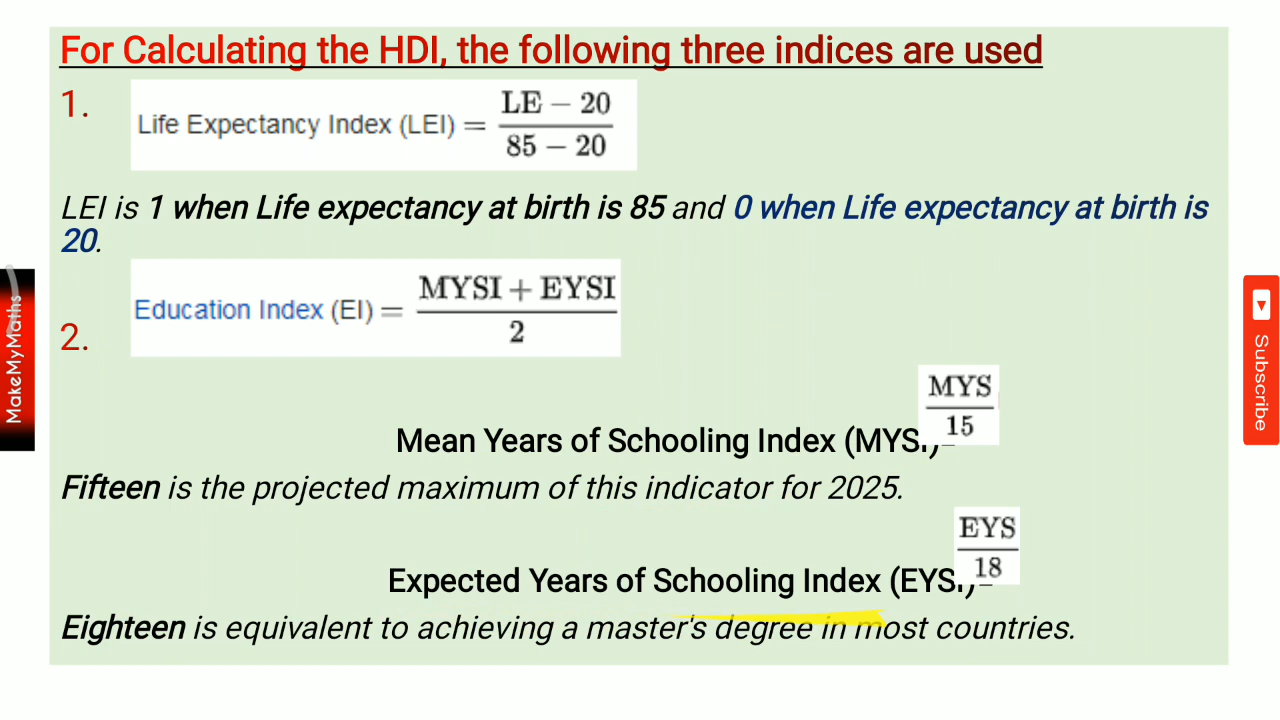 For Calculating the HDI, the following three indices are used
1.
Life Expectancy Index (LEI) = (LE − 20) / (85 − 20)
LEI is 1 when Life expectancy at birth is 85 and 0 when Life expectancy at birth is
20.
2.
Education Index (EI) = (MYSI + EYSI) / 2
Mean Years of Schooling Index (MYSI)= MYS / 15
Fifteen is the projected maximum of this indicator for 2025.
Expected Years of Schooling Index (EYSI)= EYS / 18
Eighteen is equivalent to achieving a master's degree in most countries.
MakeMyMaths
Subscribe